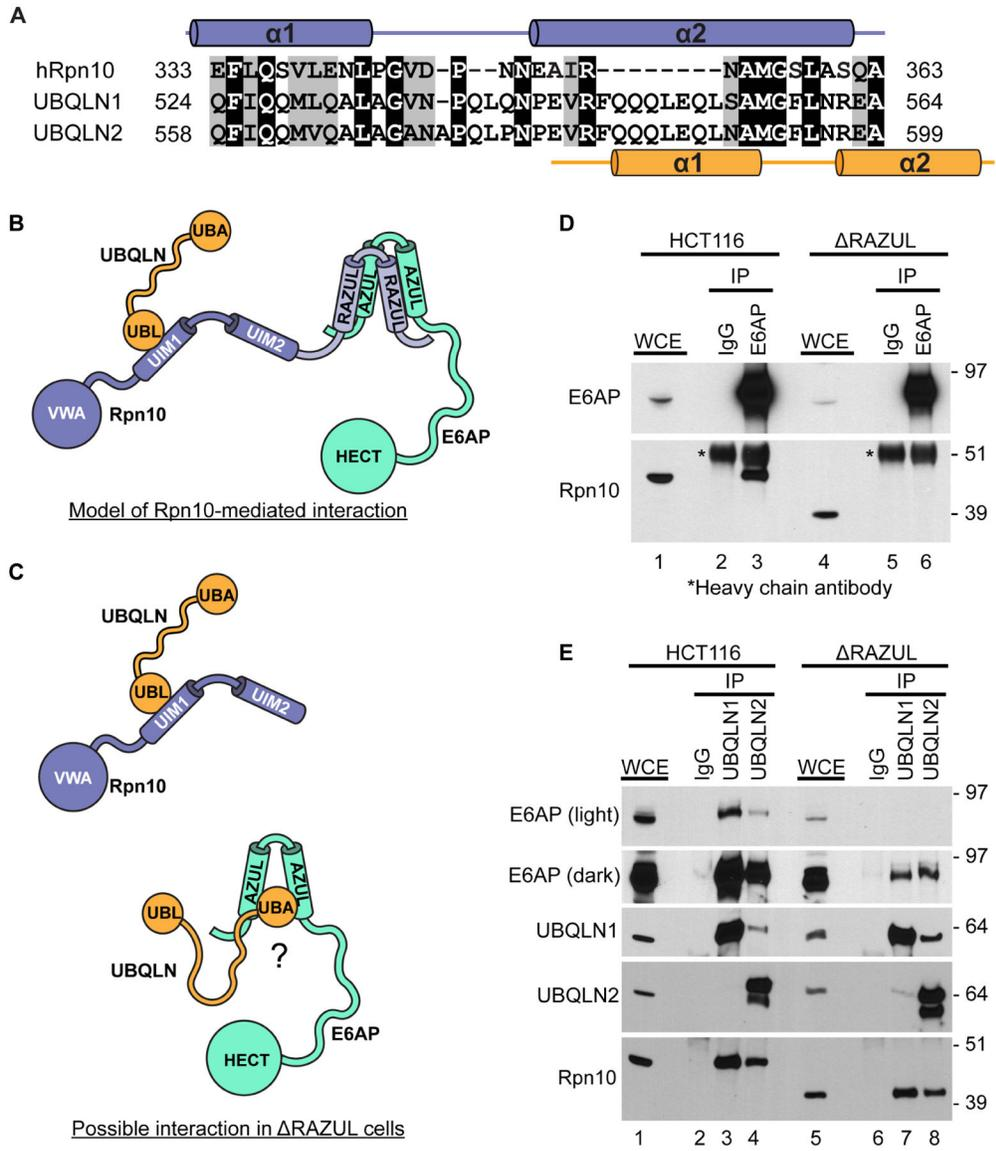 A
α1 α2
hRpn10 333 EFLQSVLENLPGVD-P--NNEAIR--------NAMGSLASQA 363
UBQLN1 524 QFIQQMLQALAGVN-PQLQNPEVRFQQQLEQLSAMGFLNREA 564
UBQLN2 558 QFIQQMVQALAGANAPQLPNPEVRFQQQLEQLNAMGFLNREA 599
α1 α2
B
UBA
UBQLN
UBL
UIM1
UIM2
RAZUL
AZUL
RAZUL
AZUL
VWA
Rpn10
E6AP
HECT
Model of Rpn10-mediated interaction
C
UBA
UBQLN
UBL
UIM1
UIM2
VWA
Rpn10
AZUL
AZUL
UBL
UBA
UBQLN
?
E6AP
HECT
Possible interaction in ΔRAZUL cells
D
HCT116 ΔRAZUL
IP IP
WCE IgG E6AP WCE IgG E6AP
E6AP
- 97
Rpn10
* *
- 51
- 39
1 2 3 4 5 6
*Heavy chain antibody
E
HCT116 ΔRAZUL
IP IP
WCE IgG UBQLN1 UBQLN2 WCE IgG UBQLN1 UBQLN2
E6AP (light)
- 97
E6AP (dark)
- 97
UBQLN1
- 64
UBQLN2
- 64
Rpn10
- 51
- 39
1 2 3 4 5 6 7 8